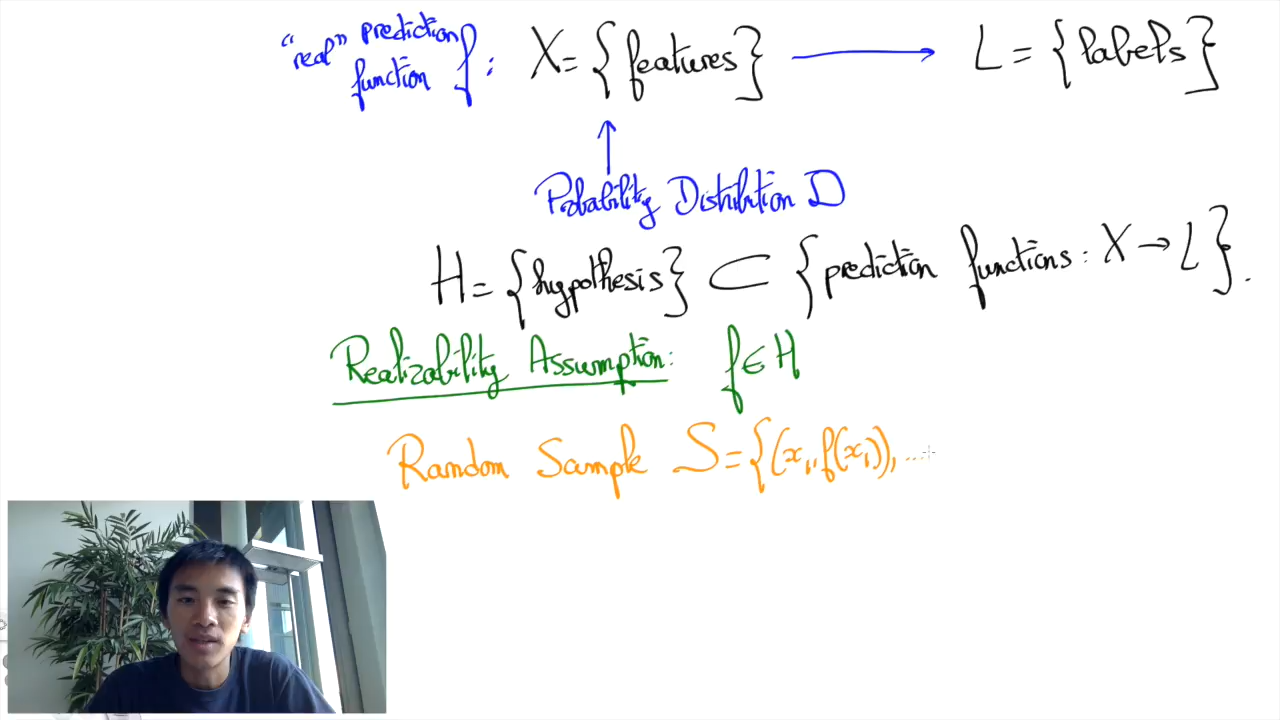 "real" prediction function f : X = {features} → L = {labels}
Probability Distribution D
H = {hypothesis} ⊂ {prediction functions : X → L}.
Realizability Assumption: f ∈ H
Random Sample S = {(x₁, f(x₁)), ....